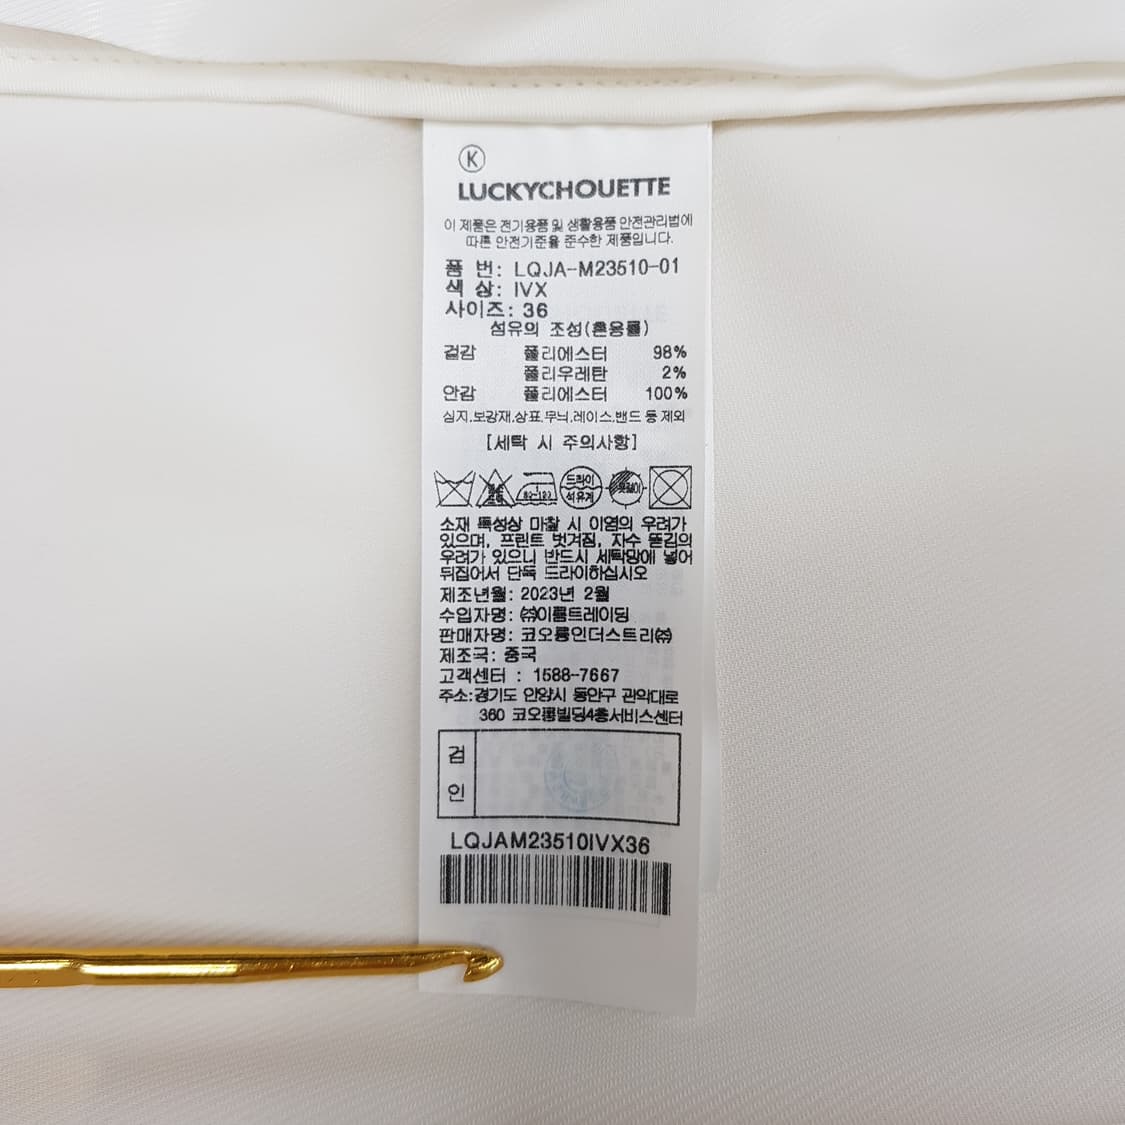 K
LUCKYCHOUETTE
이 제품은 전기용품 및 생활용품 안전관리법에
따른 안전기준을 준수한 제품입니다.
품 번: LQJA-M23510-01
색 상: IVX
사이즈: 36
섬유의 조성(혼용률)
겉감 폴리에스터 98%
폴리우레탄 2%
안감 폴리에스터 100%
심지.보강재.상표.무늬.레이스.밴드 등 제외
[세탁 시 주의사항]
80~120
드라이
석유계
소재 특성상 마찰 시 이염의 우려가
있으며, 프린트 벗겨짐, 자수 뜯김의
우려가 있으니 반드시 세탁망에 넣어
뒤집어서 단독 드라이하십시오
제조년월: 2023년 2월
수입자명: ㈜이룸트레이딩
판매자명: 코오롱인더스트리㈜
제조국: 중국
고객센터 : 1588-7667
주소:경기도 안양시 동안구 관악대로
360 코오롱빌딩4층서비스센터
검
인
LQJAM23510IVX36